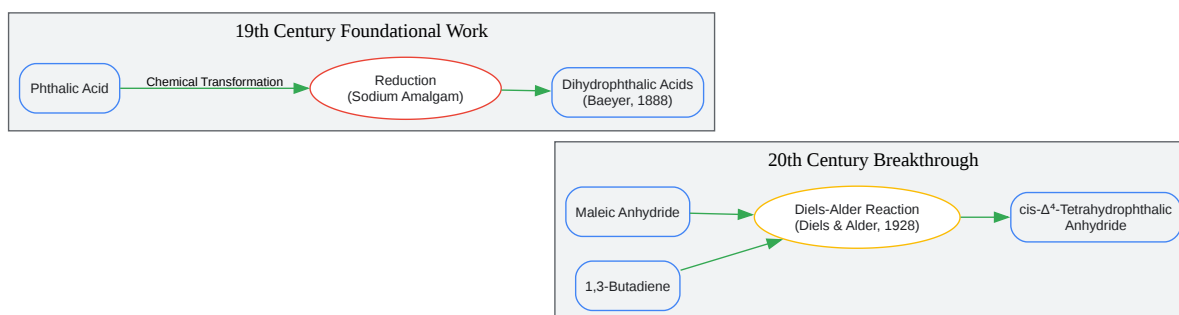 19th Century Foundational Work
Phthalic Acid
Chemical Transformation
Reduction
(Sodium Amalgam)
Dihydrophthalic Acids
(Baeyer, 1888)
20th Century Breakthrough
Maleic Anhydride
1,3-Butadiene
Diels-Alder Reaction
(Diels & Alder, 1928)
cis-Δ⁴-Tetrahydrophthalic
Anhydride